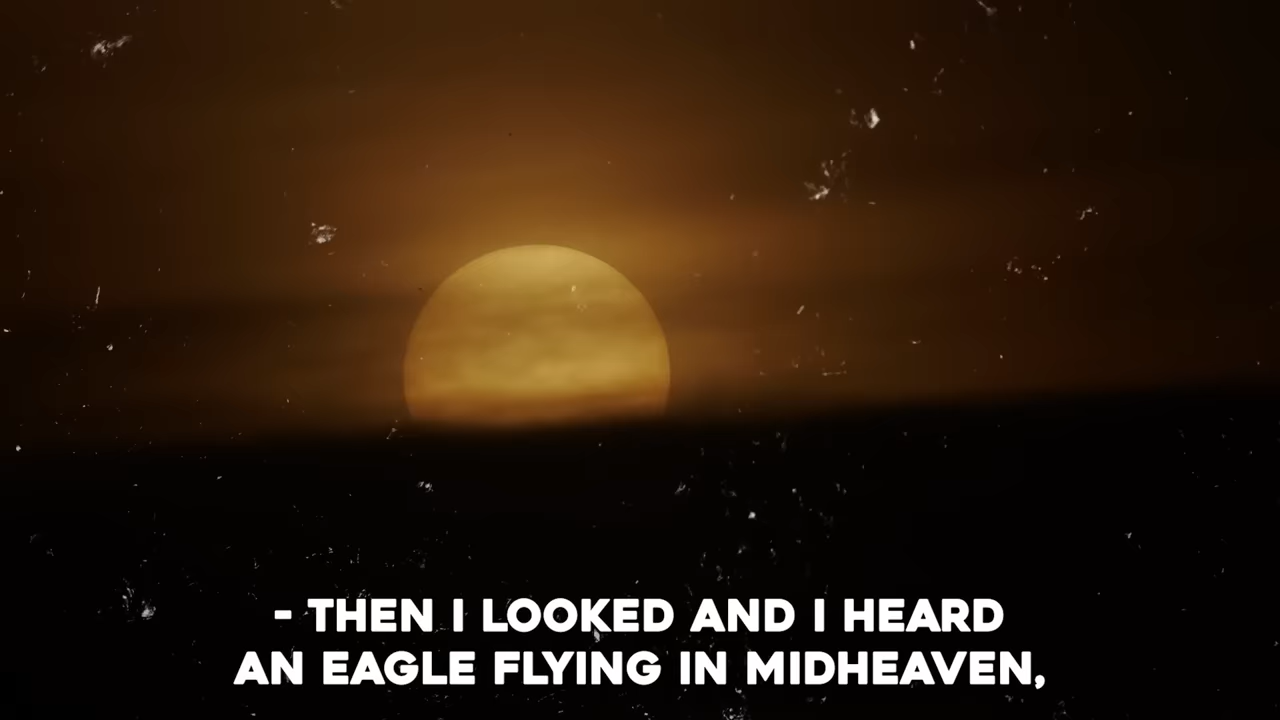 - THEN I LOOKED AND I HEARD
AN EAGLE FLYING IN MIDHEAVEN,